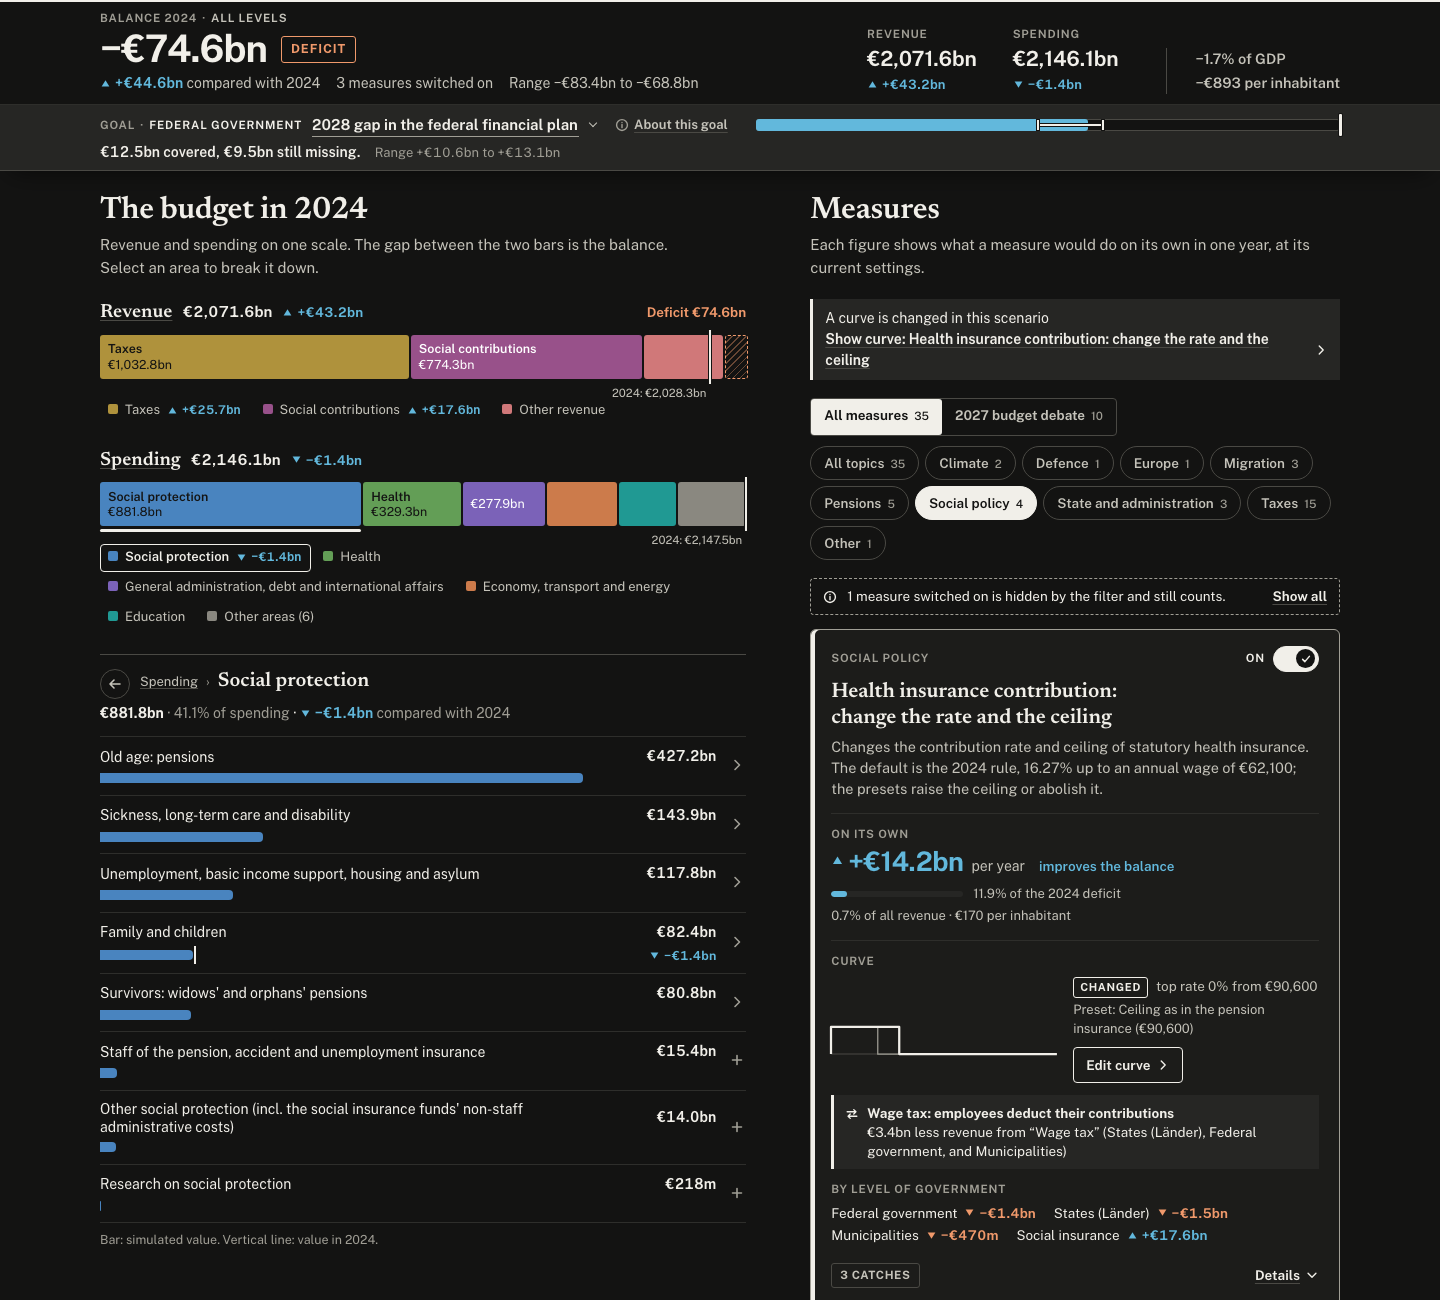 BALANCE 2024 · ALL LEVELS
−€74.6bn DEFICIT
▲ +€44.6bn compared with 2024 3 measures switched on Range −€83.4bn to −€68.8bn
REVENUE
€2,071.6bn
▲ +€43.2bn
SPENDING
€2,146.1bn
▼ −€1.4bn
−1.7% of GDP
−€893 per inhabitant
GOAL · FEDERAL GOVERNMENT 2028 gap in the federal financial plan About this goal
€12.5bn covered, €9.5bn still missing. Range +€10.6bn to +€13.1bn
The budget in 2024
Revenue and spending on one scale. The gap between the two bars is the balance.
Select an area to break it down.
Revenue €2,071.6bn ▲ +€43.2bn Deficit €74.6bn
Taxes
€1,032.8bn
Social contributions
€774.3bn
2024: €2,028.3bn
Taxes ▲ +€25.7bn Social contributions ▲ +€17.6bn Other revenue
Spending €2,146.1bn ▼ −€1.4bn
Social protection
€881.8bn
Health
€329.3bn
€277.9bn
2024: €2,147.5bn
Social protection ▼ −€1.4bn Health
General administration, debt and international affairs Economy, transport and energy
Education Other areas (6)
← Spending › Social protection
€881.8bn · 41.1% of spending · ▼ −€1.4bn compared with 2024
Old age: pensions €427.2bn
Sickness, long-term care and disability €143.9bn
Unemployment, basic income support, housing and asylum €117.8bn
Family and children €82.4bn
▼ −€1.4bn
Survivors: widows' and orphans' pensions €80.8bn
Staff of the pension, accident and unemployment insurance €15.4bn
Other social protection (incl. the social insurance funds' non-staff
administrative costs) €14.0bn
Research on social protection €218m
Bar: simulated value. Vertical line: value in 2024.
Measures
Each figure shows what a measure would do on its own in one year, at its
current settings.
A curve is changed in this scenario
Show curve: Health insurance contribution: change the rate and the
ceiling
All measures 35 2027 budget debate 10
All topics 35 Climate 2 Defence 1 Europe 1 Migration 3
Pensions 5 Social policy 4 State and administration 3 Taxes 15
Other 1
1 measure switched on is hidden by the filter and still counts. Show all
SOCIAL POLICY ON
Health insurance contribution:
change the rate and the ceiling
Changes the contribution rate and ceiling of statutory health insurance.
The default is the 2024 rule, 16.27% up to an annual wage of €62,100;
the presets raise the ceiling or abolish it.
ON ITS OWN
▲ +€14.2bn per year improves the balance
11.9% of the 2024 deficit
0.7% of all revenue · €170 per inhabitant
CURVE
CHANGED top rate 0% from €90,600
Preset: Ceiling as in the pension
insurance (€90,600)
Edit curve
Wage tax: employees deduct their contributions
€3.4bn less revenue from “Wage tax” (States (Länder), Federal
government, and Municipalities)
BY LEVEL OF GOVERNMENT
Federal government ▼ −€1.4bn States (Länder) ▼ −€1.5bn
Municipalities ▼ −€470m Social insurance ▲ +€17.6bn
3 CATCHES Details